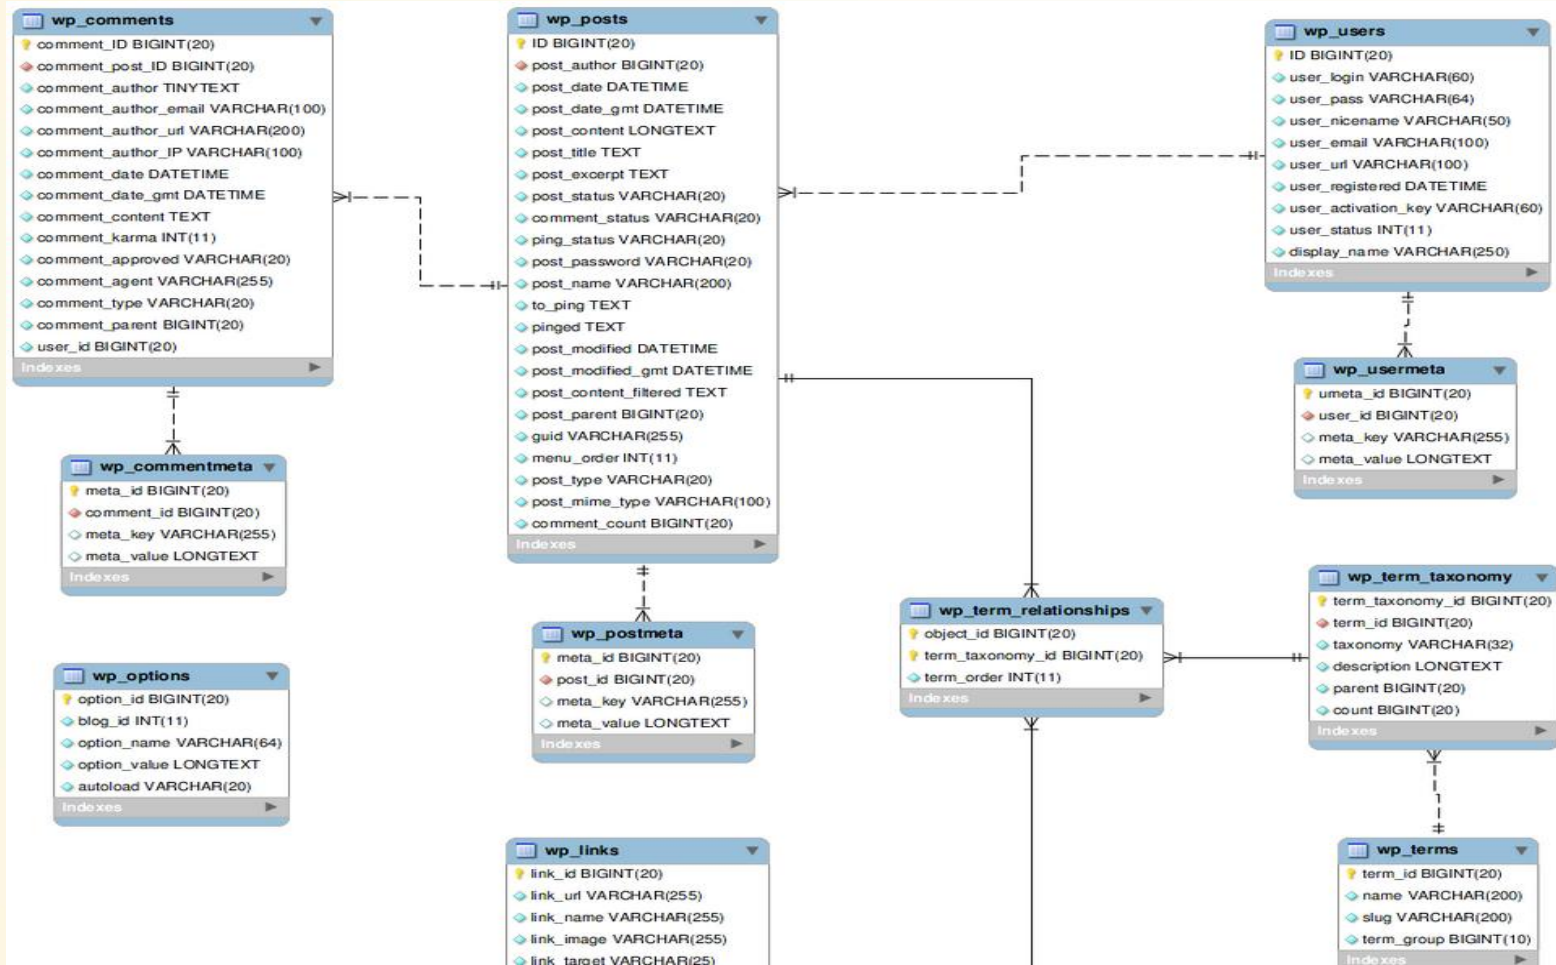 wp_comments
comment_ID BIGINT(20)
comment_post_ID BIGINT(20)
comment_author TINYTEXT
comment_author_email VARCHAR(100)
comment_author_url VARCHAR(200)
comment_author_IP VARCHAR(100)
comment_date DATETIME
comment_date_gmt DATETIME
comment_content TEXT
comment_karma INT(11)
comment_approved VARCHAR(20)
comment_agent VARCHAR(255)
comment_type VARCHAR(20)
comment_parent BIGINT(20)
user_id BIGINT(20)
Indexes
wp_commentmeta
meta_id BIGINT(20)
comment_id BIGINT(20)
meta_key VARCHAR(255)
meta_value LONGTEXT
Indexes
wp_options
option_id BIGINT(20)
blog_id INT(11)
option_name VARCHAR(64)
option_value LONGTEXT
autoload VARCHAR(20)
Indexes
wp_posts
ID BIGINT(20)
post_author BIGINT(20)
post_date DATETIME
post_date_gmt DATETIME
post_content LONGTEXT
post_title TEXT
post_excerpt TEXT
post_status VARCHAR(20)
comment_status VARCHAR(20)
ping_status VARCHAR(20)
post_password VARCHAR(20)
post_name VARCHAR(200)
to_ping TEXT
pinged TEXT
post_modified DATETIME
post_modified_gmt DATETIME
post_content_filtered TEXT
post_parent BIGINT(20)
guid VARCHAR(255)
menu_order INT(11)
post_type VARCHAR(20)
post_mime_type VARCHAR(100)
comment_count BIGINT(20)
Indexes
wp_postmeta
meta_id BIGINT(20)
post_id BIGINT(20)
meta_key VARCHAR(255)
meta_value LONGTEXT
Indexes
wp_links
link_id BIGINT(20)
link_url VARCHAR(255)
link_name VARCHAR(255)
link_image VARCHAR(255)
link_target VARCHAR(25)
wp_term_relationships
object_id BIGINT(20)
term_taxonomy_id BIGINT(20)
term_order INT(11)
Indexes
wp_users
ID BIGINT(20)
user_login VARCHAR(60)
user_pass VARCHAR(64)
user_nicename VARCHAR(50)
user_email VARCHAR(100)
user_url VARCHAR(100)
user_registered DATETIME
user_activation_key VARCHAR(60)
user_status INT(11)
display_name VARCHAR(250)
Indexes
wp_usermeta
umeta_id BIGINT(20)
user_id BIGINT(20)
meta_key VARCHAR(255)
meta_value LONGTEXT
Indexes
wp_term_taxonomy
term_taxonomy_id BIGINT(20)
term_id BIGINT(20)
taxonomy VARCHAR(32)
description LONGTEXT
parent BIGINT(20)
count BIGINT(20)
Indexes
wp_terms
term_id BIGINT(20)
name VARCHAR(200)
slug VARCHAR(200)
term_group BIGINT(10)
Indexes